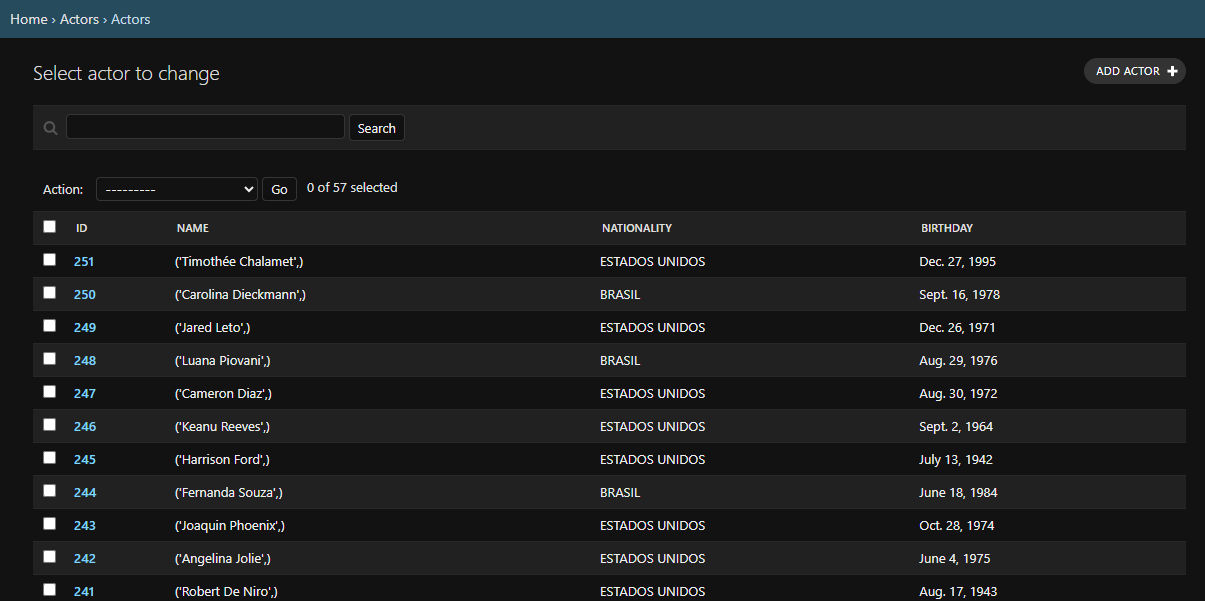 Home › Actors › Actors
Select actor to change
ADD ACTOR +
Search
Action: --------- Go 0 of 57 selected
ID NAME NATIONALITY BIRTHDAY
251 ('Timothée Chalamet',) ESTADOS UNIDOS Dec. 27, 1995
250 ('Carolina Dieckmann',) BRASIL Sept. 16, 1978
249 ('Jared Leto',) ESTADOS UNIDOS Dec. 26, 1971
248 ('Luana Piovani',) BRASIL Aug. 29, 1976
247 ('Cameron Diaz',) ESTADOS UNIDOS Aug. 30, 1972
246 ('Keanu Reeves',) ESTADOS UNIDOS Sept. 2, 1964
245 ('Harrison Ford',) ESTADOS UNIDOS July 13, 1942
244 ('Fernanda Souza',) BRASIL June 18, 1984
243 ('Joaquin Phoenix',) ESTADOS UNIDOS Oct. 28, 1974
242 ('Angelina Jolie',) ESTADOS UNIDOS June 4, 1975
241 ('Robert De Niro',) ESTADOS UNIDOS Aug. 17, 1943